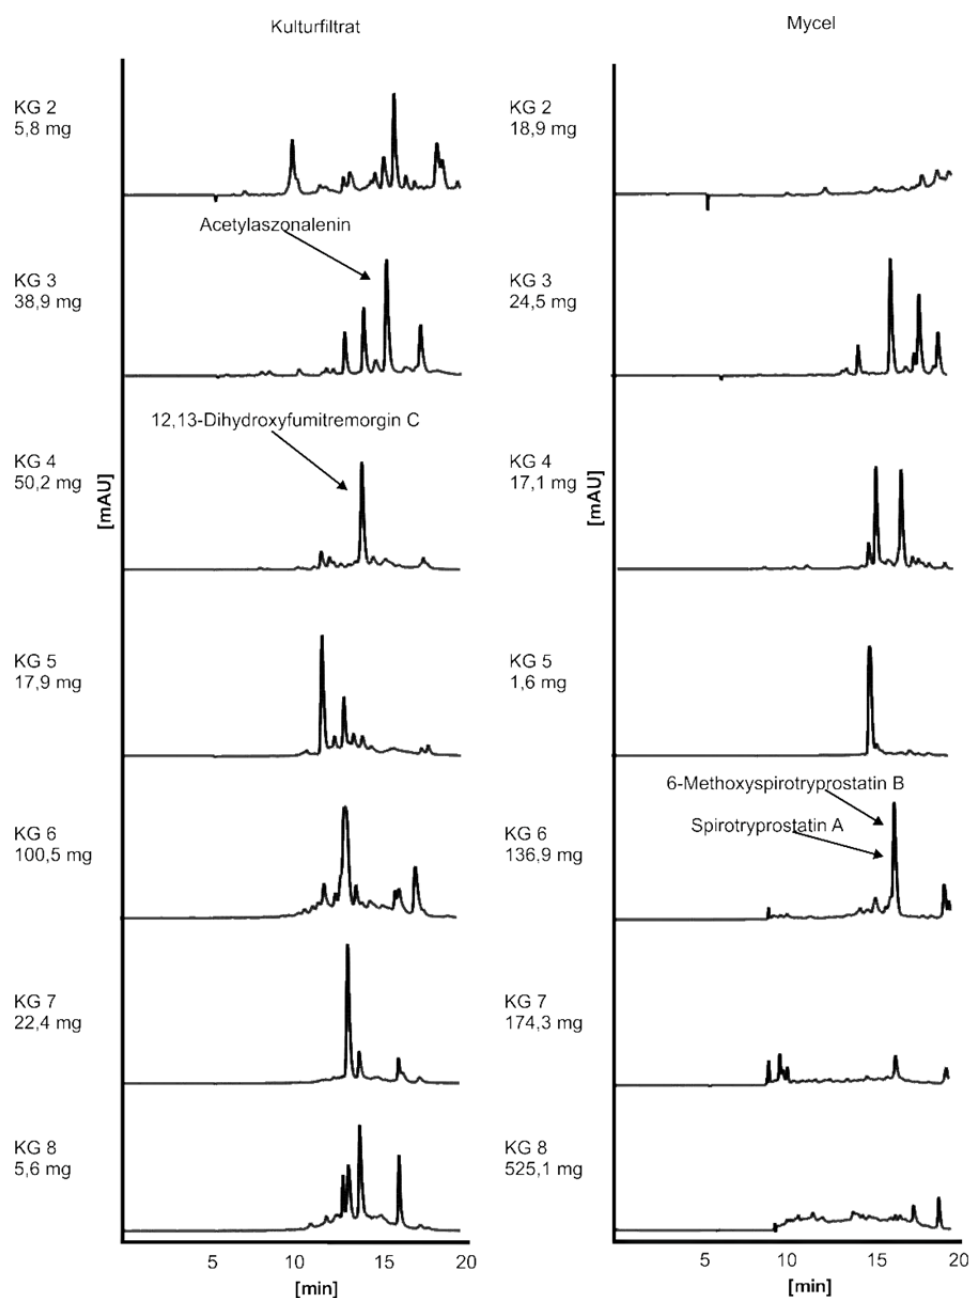 Kulturfiltrat
KG 2
5,8 mg
Acetylaszonalenin
KG 3
38,9 mg
12,13-Dihydroxyfumitremorgin C
KG 4
50,2 mg
[mAU]
KG 5
17,9 mg
KG 6
100,5 mg
KG 7
22,4 mg
KG 8
5,6 mg
5 10 15 20
[min]
Mycel
KG 2
18,9 mg
KG 3
24,5 mg
KG 4
17,1 mg
[mAU]
KG 5
1,6 mg
6-Methoxyspirotryprostatin B
Spirotryprostatin A
KG 6
136,9 mg
KG 7
174,3 mg
KG 8
525,1 mg
5 10 15 20
[min]